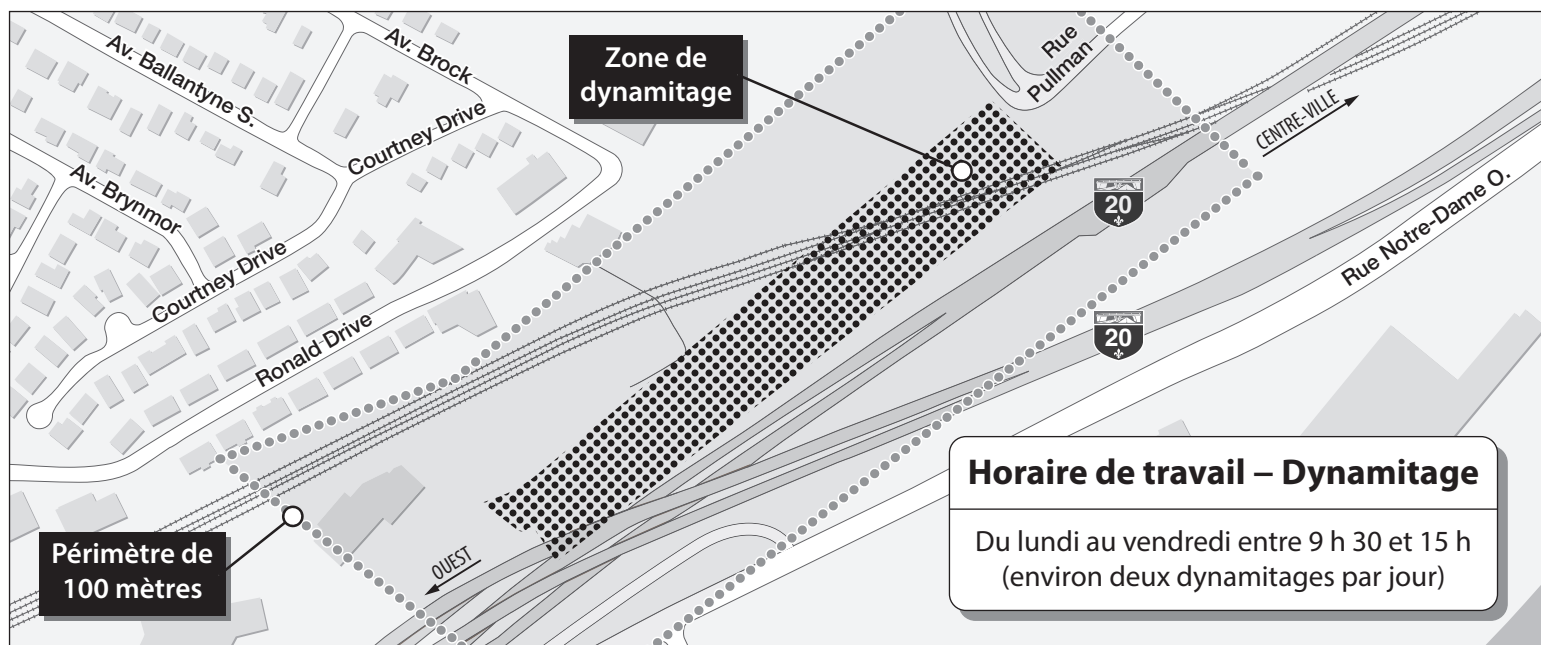 Av. Ballantyne S.
Av. Brock
Courtney Drive
Av. Brynmor
Courtney Drive
Ronald Drive
Zone de
dynamitage
Rue
Pullman
CENTRE-VILLE
20
20
Rue Notre-Dame O.
Périmètre de
100 mètres
OUEST
Horaire de travail – Dynamitage
Du lundi au vendredi entre 9 h 30 et 15 h
(environ deux dynamitages par jour)